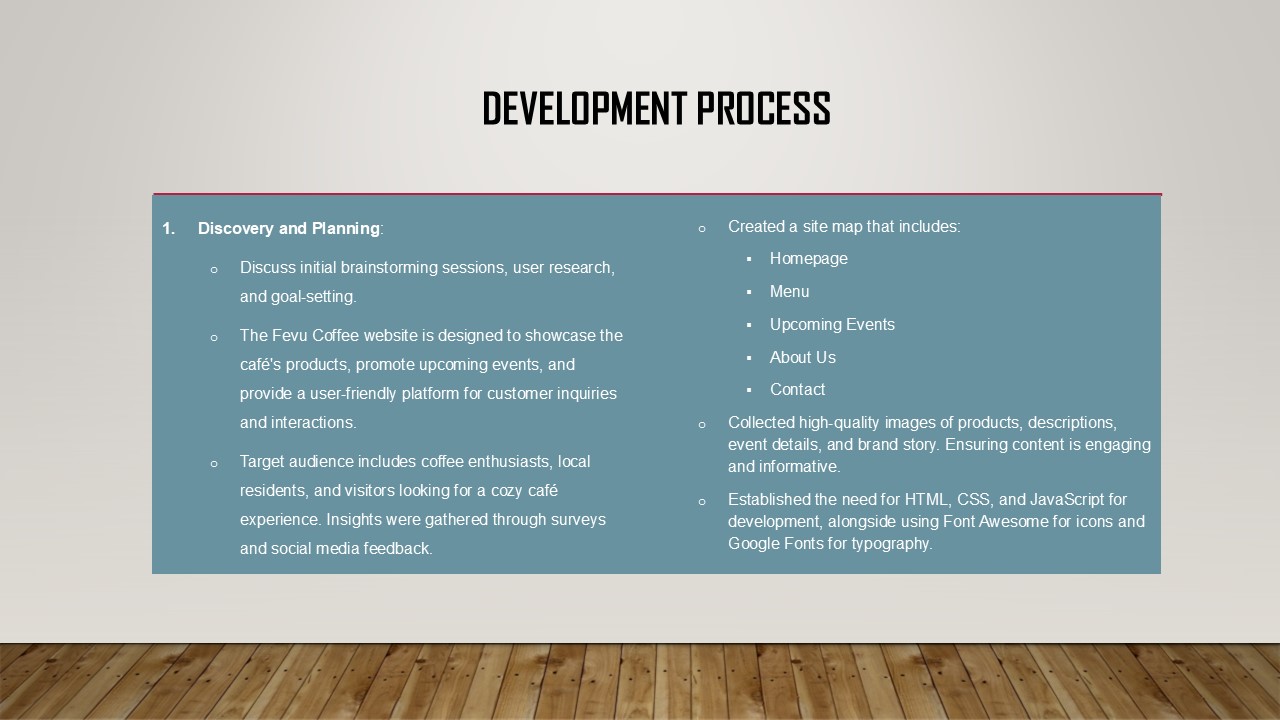 DEVELOPMENT PROCESS
1. Discovery and Planning:
o Discuss initial brainstorming sessions, user research,
and goal-setting.
o The Fevu Coffee website is designed to showcase the
café's products, promote upcoming events, and
provide a user-friendly platform for customer inquiries
and interactions.
o Target audience includes coffee enthusiasts, local
residents, and visitors looking for a cozy café
experience. Insights were gathered through surveys
and social media feedback.
o Created a site map that includes:
▪ Homepage
▪ Menu
▪ Upcoming Events
▪ About Us
▪ Contact
o Collected high-quality images of products, descriptions,
event details, and brand story. Ensuring content is engaging
and informative.
o Established the need for HTML, CSS, and JavaScript for
development, alongside using Font Awesome for icons and
Google Fonts for typography.